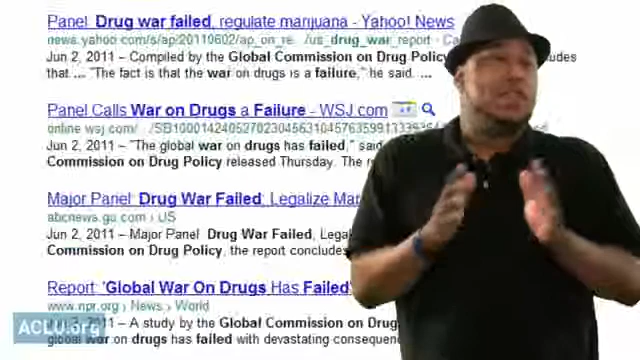 Panel: Drug war failed, regulate marijuana - Yahoo! News
news.yahoo.com/s/ap/20110602/ap_on_re_ /us_drug_war_report
Jun 2, 2011 – Compiled by the Global Commission on Drug Policy
that ... "The fact is that the war on drugs is a failure," he said. ...
Panel Calls War on Drugs a Failure - WSJ.com
online wsj.com/
Jun 2, 2011 – "The global war on drugs has failed," said
Commission on Drug Policy released Thursday. The
Major Panel: Drug War Failed; Legalize
abcnews.go.com › US
Jun 2, 2011 – Major Panel: Drug War Failed,
Commission on Drug Policy, the report concludes
Report: 'Global War On Drugs Has Failed
www.npr.org › News › World
2011 – A study by the Global Commission on Drug
global war on drugs has failed with devastating
ACLU.org